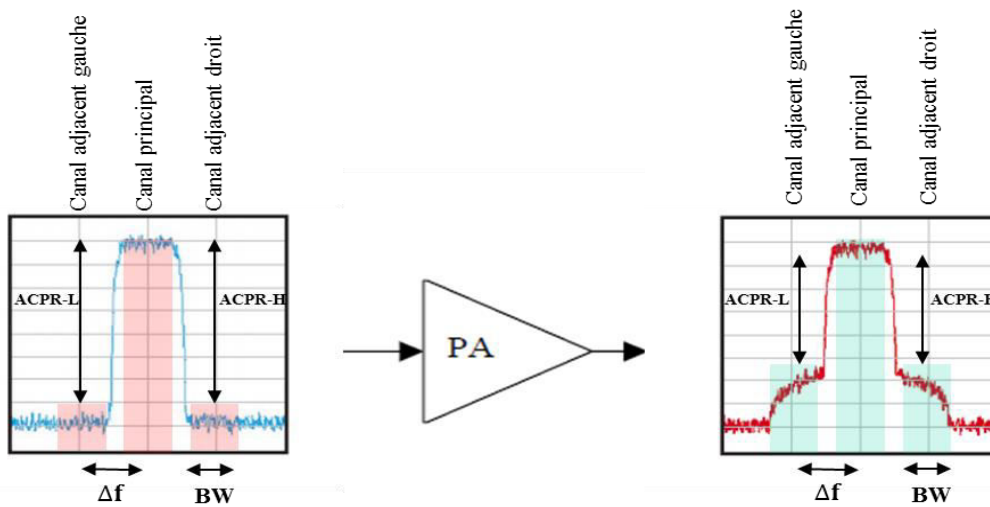 Canal adjacent gauche
Canal principal
Canal adjacent droit
ACPR-L
ACPR-H
Δf
BW
PA
Canal adjacent gauche
Canal principal
Canal adjacent droit
ACPR-L
Δf
BW